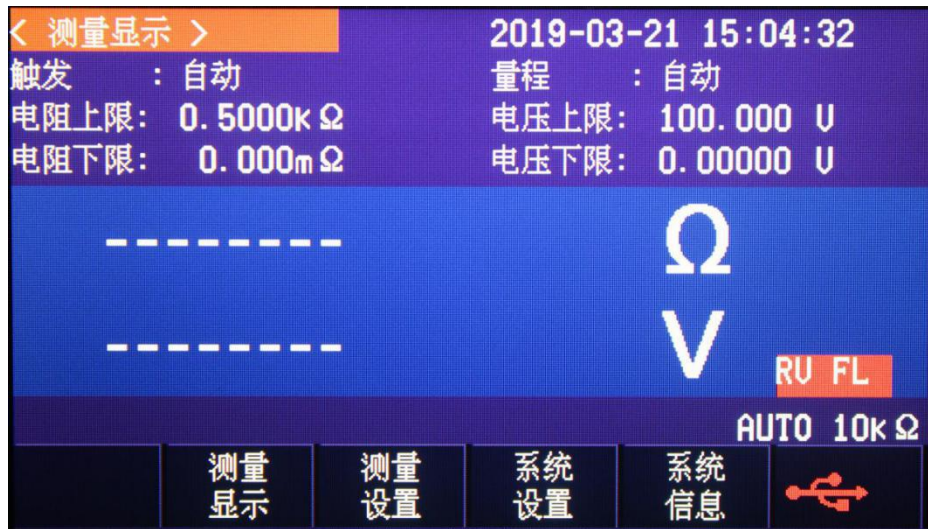 < 测量显示 > 2019-03-21 15:04:32
触发 : 自动 量程 : 自动
电阻上限: 0.5000kΩ 电压上限: 100.000 V
电阻下限: 0.000mΩ 电压下限: 0.00000 V
-------- Ω
-------- V
RV FL
AUTO 10kΩ
测量显示 测量设置 系统设置 系统信息